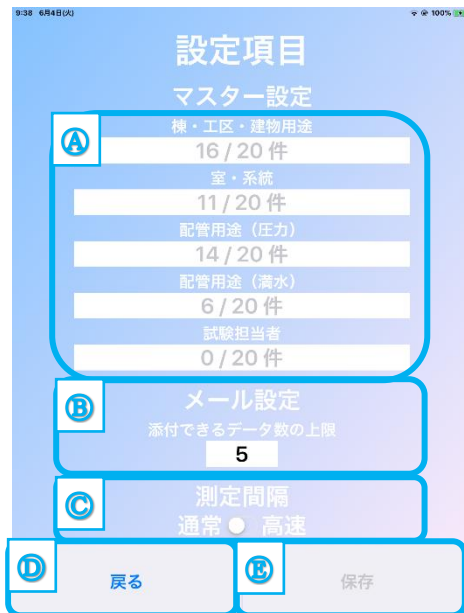 9:38 6月4日(火)
100%
設定項目
マスター設定
Ⓐ
棟・工区・建物用途
16 / 20 件
室・系統
11 / 20 件
配管用途（圧力）
14 / 20 件
配管用途（満水）
6 / 20 件
試験担当者
0 / 20 件
Ⓑ
メール設定
添付できるデータ数の上限
5
Ⓒ
測定間隔
通常 高速
Ⓓ
戻る
Ⓔ
保存